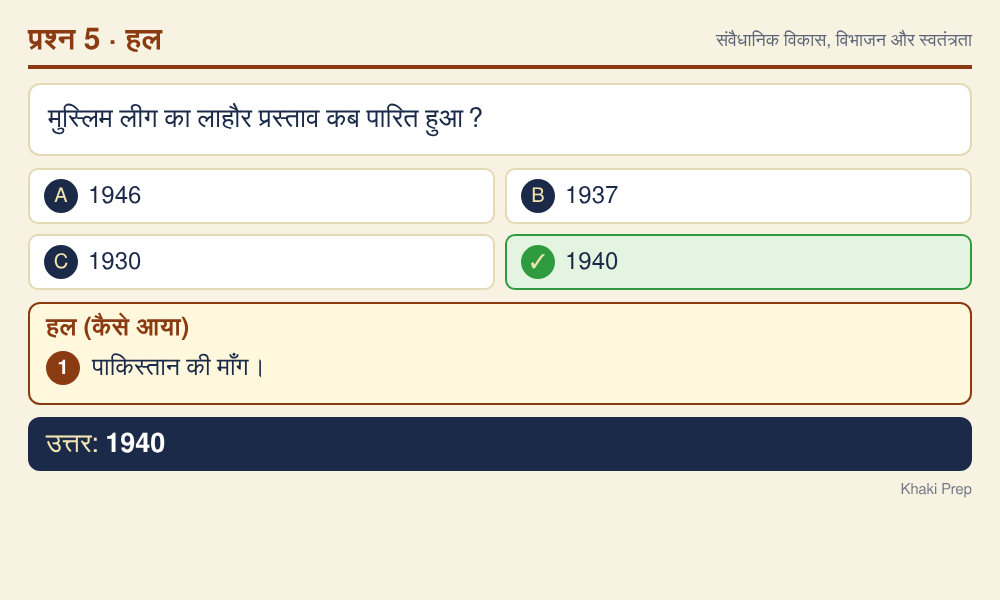 प्रश्न 5 · हल
संवैधानिक विकास, विभाजन और स्वतंत्रता
मुस्लिम लीग का लाहौर प्रस्ताव कब पारित हुआ ?
A 1946
B 1937
C 1930
✓ 1940
हल (कैसे आया)
1 पाकिस्तान की माँग।
उत्तर: 1940
Khaki Prep